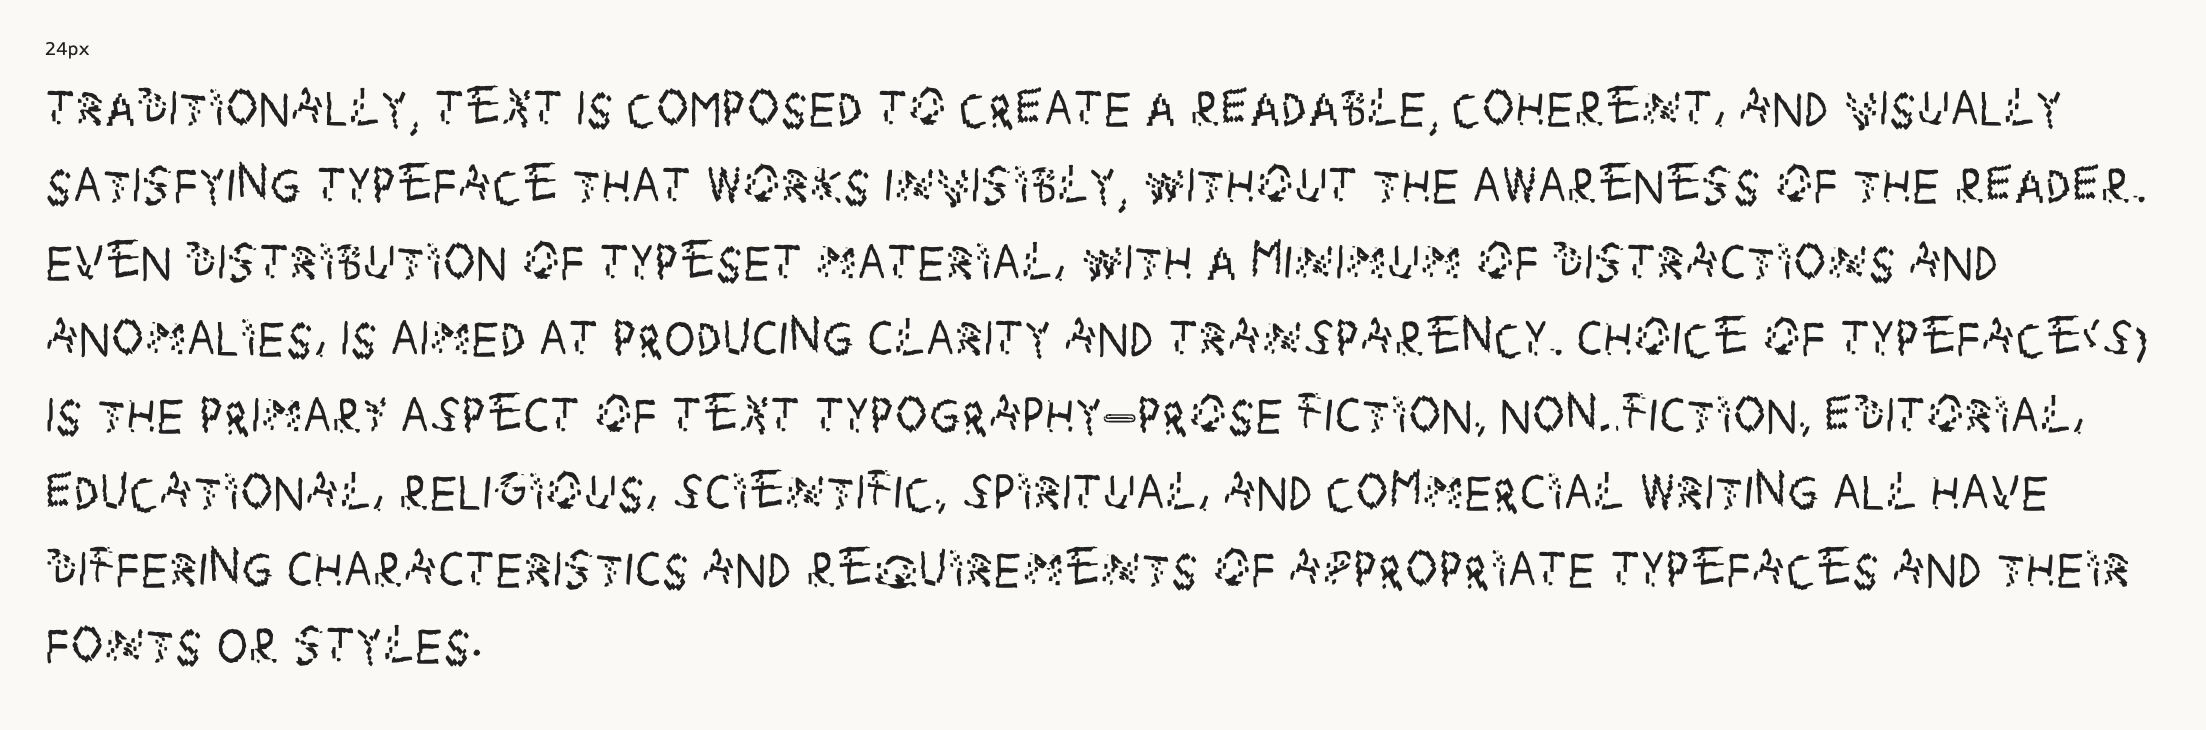 24px
TRADITIONALLY, TEXT IS COMPOSED TO CREATE A READABLE, COHERENT, AND VISUALLY
SATISFYING TYPEFACE THAT WORKS INVISIBLY, WITHOUT THE AWARENESS OF THE READER.
EVEN DISTRIBUTION OF TYPESET MATERIAL, WITH A MINIMUM OF DISTRACTIONS AND
ANOMALIES, IS AIMED AT PRODUCING CLARITY AND TRANSPARENCY. CHOICE OF TYPEFACE(S)
IS THE PRIMARY ASPECT OF TEXT TYPOGRAPHY—PROSE FICTION, NON-FICTION, EDITORIAL,
EDUCATIONAL, RELIGIOUS, SCIENTIFIC, SPIRITUAL, AND COMMERCIAL WRITING ALL HAVE
DIFFERING CHARACTERISTICS AND REQUIREMENTS OF APPROPRIATE TYPEFACES AND THEIR
FONTS OR STYLES.